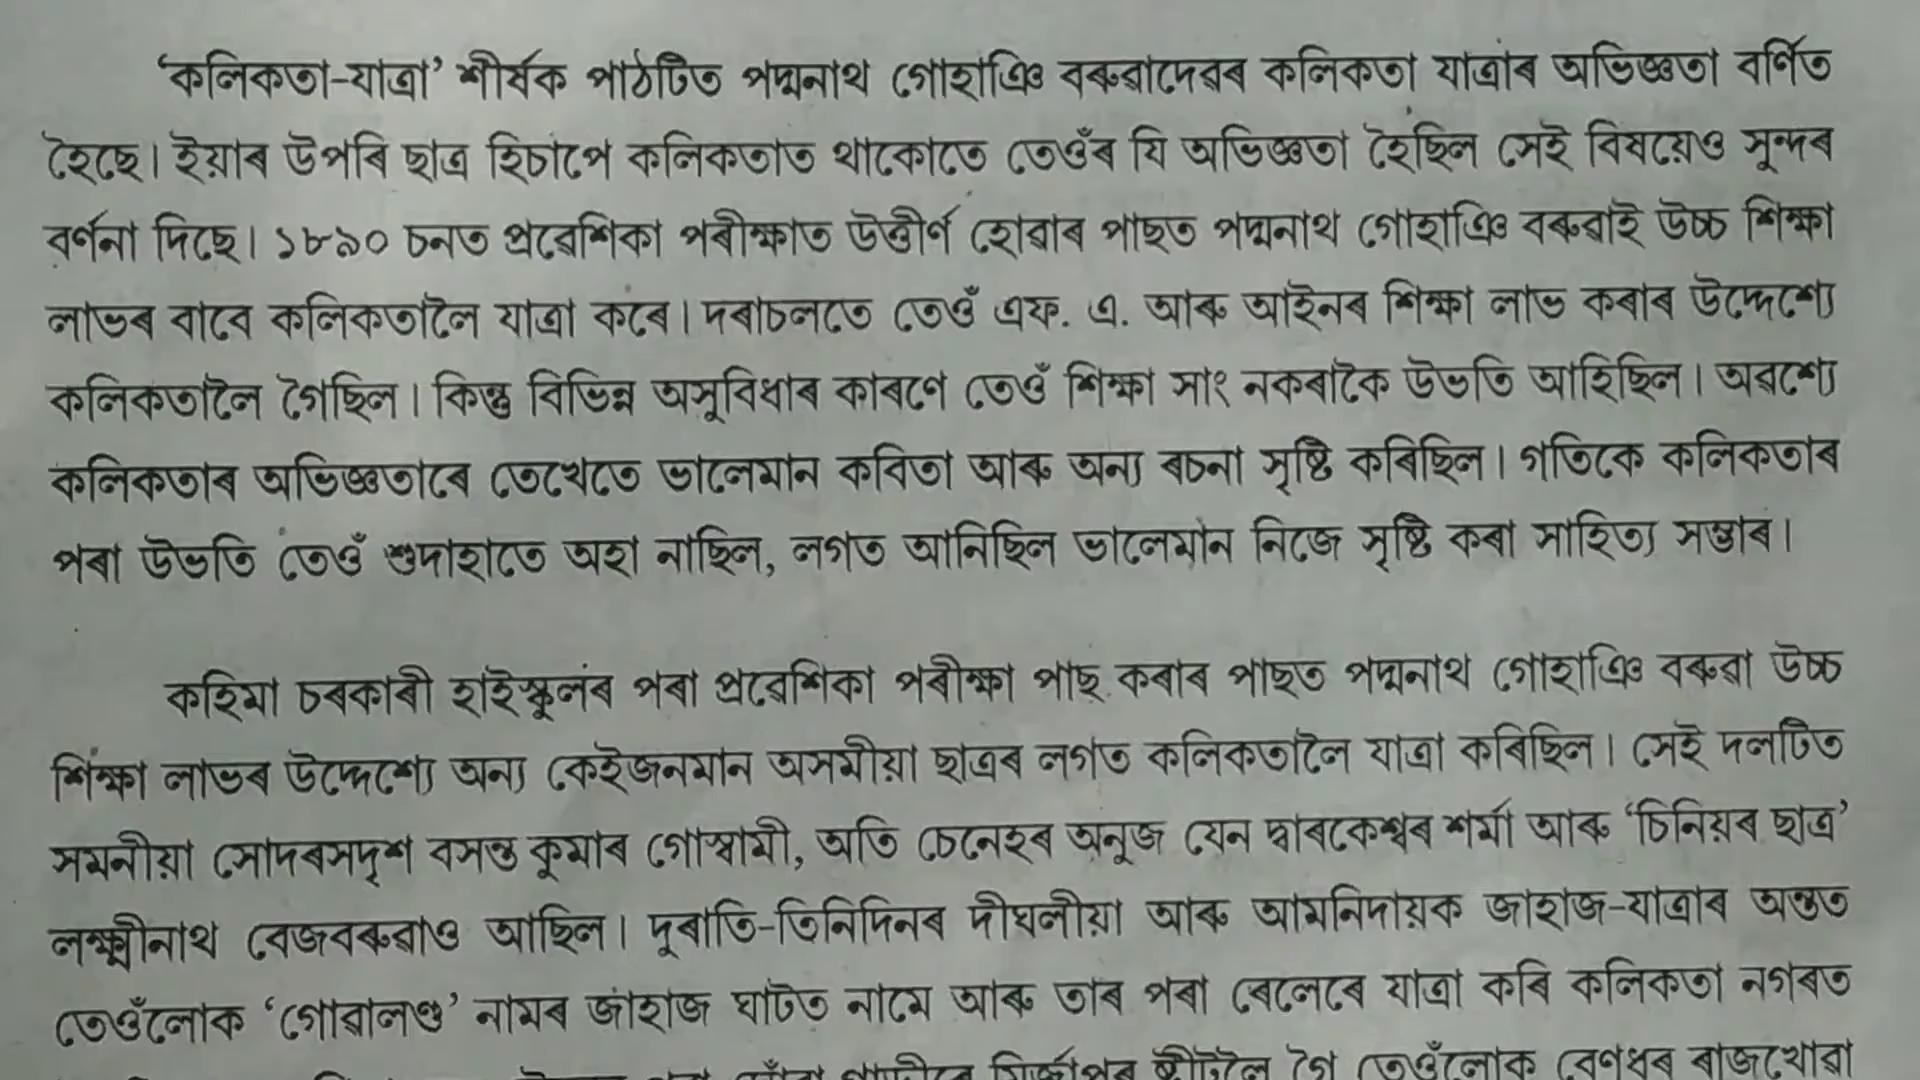 ‘কলিকতা-যাত্ৰা’ শীৰ্ষক পাঠটিত পদ্মনাথ গোহাঞি বৰুৱাদেৱৰ কলিকতা যাত্ৰাৰ অভিজ্ঞতা বৰ্ণিত
হৈছে। ইয়াৰ উপৰি ছাত্ৰ হিচাপে কলিকতাত থাকোতে তেওঁৰ যি অভিজ্ঞতা হৈছিল সেই বিষয়েও সুন্দৰ
বৰ্ণনা দিছে। ১৮৯০ চনত প্ৰৱেশিকা পৰীক্ষাত উত্তীৰ্ণ হোৱাৰ পাছত পদ্মনাথ গোহাঞি বৰুৱাই উচ্চ শিক্ষা
লাভৰ বাবে কলিকতালৈ যাত্ৰা কৰে। দৰাচলতে তেওঁ এফ. এ. আৰু আইনৰ শিক্ষা লাভ কৰাৰ উদ্দেশ্যে
কলিকতালৈ গৈছিল। কিন্তু বিভিন্ন অসুবিধাৰ কাৰণে তেওঁ শিক্ষা সাং নকৰাকৈ উভতি আহিছিল। অৱশ্যে
কলিকতাৰ অভিজ্ঞতাৰে তেখেতে ভালেমান কবিতা আৰু অন্য ৰচনা সৃষ্টি কৰিছিল। গতিকে কলিকতাৰ
পৰা উভতি তেওঁ শুদাহাতে অহা নাছিল, লগত আনিছিল ভালেমান নিজে সৃষ্টি কৰা সাহিত্য সম্ভাৰ।
কহিমা চৰকাৰী হাইস্কুলৰ পৰা প্ৰৱেশিকা পৰীক্ষা পাছ কৰাৰ পাছত পদ্মনাথ গোহাঞি বৰুৱা উচ্চ
শিক্ষা লাভৰ উদ্দেশ্যে অন্য কেইজনমান অসমীয়া ছাত্ৰৰ লগত কলিকতালৈ যাত্ৰা কৰিছিল। সেই দলটিত
সমনীয়া সোদৰসদৃশ বসন্ত কুমাৰ গোস্বামী, অতি চেনেহৰ অনুজ যেন দ্বাৰকেশ্বৰ শৰ্মা আৰু ‘চিনিয়ৰ ছাত্ৰ’
লক্ষ্মীনাথ বেজবৰুৱাও আছিল। দুৰাতি-তিনিদিনৰ দীঘলীয়া আৰু আমনিদায়ক জাহাজ-যাত্ৰাৰ অন্তত
তেওঁলোক ‘গোৱালণ্ড’ নামৰ জাহাজ ঘাটত নামে আৰু তাৰ পৰা ৰেলেৰে যাত্ৰা কৰি কলিকতা নগৰত
গৈ তেওঁলোক বেণুধৰ ৰাজখোৱা